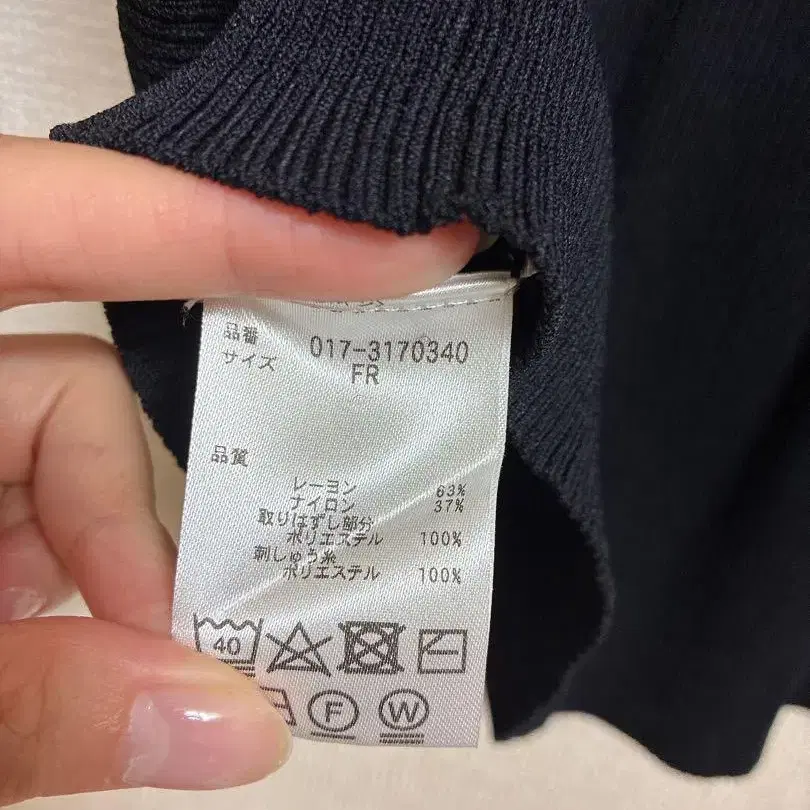 品番 017-3170340
サイズ FR
品質
レーヨン 63%
ナイロン 37%
取りはずし部分
ポリエステル 100%
刺しゅう糸
ポリエステル 100%
40
F W